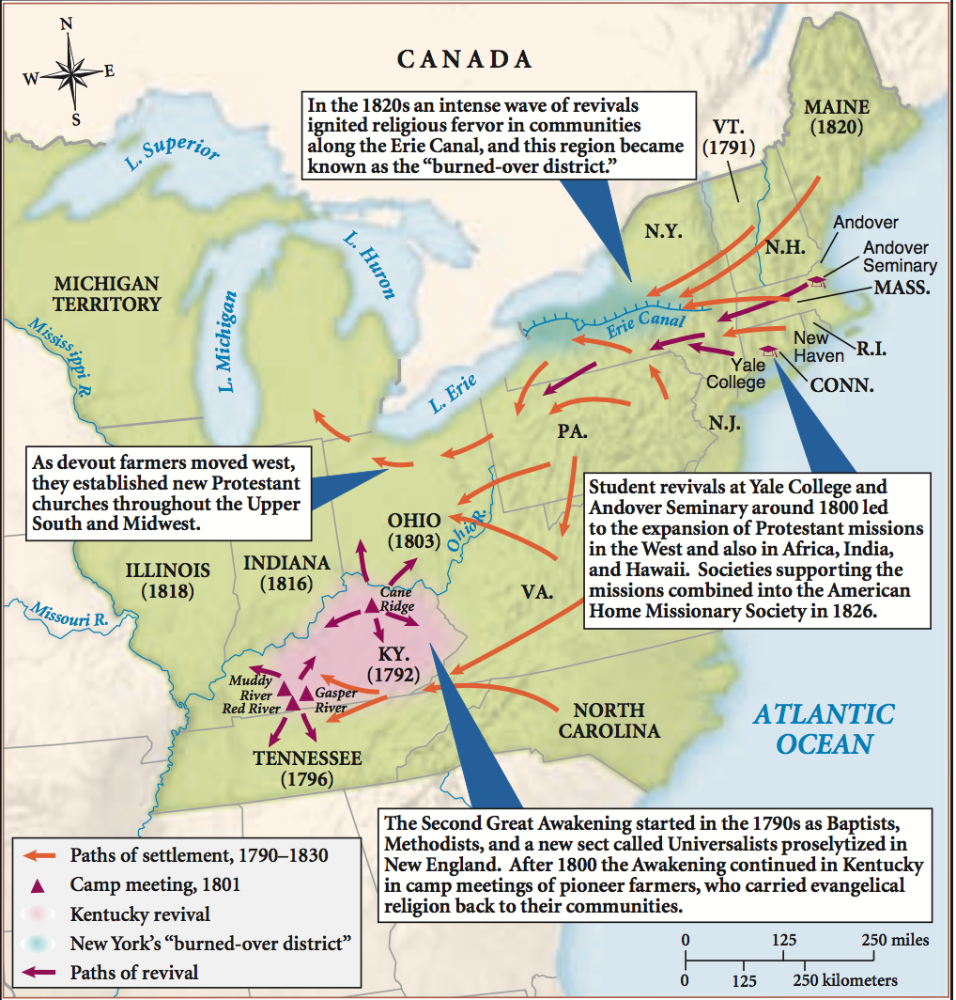 N
W
E
S
CANADA
In the 1820s an intense wave of revivals
ignited religious fervor in communities
along the Erie Canal, and this region became
known as the “burned-over district.”
MAINE
(1820)
VT.
(1791)
L. Superior
L. Huron
L. Michigan
N.Y.
N.H.
Andover
Andover
Seminary
MASS.
MICHIGAN
TERRITORY
Mississippi R.
Erie Canal
New
Haven
R.I.
Yale
College
CONN.
L. Erie
N.J.
PA.
As devout farmers moved west,
they established new Protestant
churches throughout the Upper
South and Midwest.
Student revivals at Yale College and
Andover Seminary around 1800 led
to the expansion of Protestant missions
in the West and also in Africa, India,
and Hawaii. Societies supporting the
missions combined into the American
Home Missionary Society in 1826.
OHIO
(1803)
Ohio R.
ILLINOIS
(1818)
INDIANA
(1816)
VA.
Cane
Ridge
Missouri R.
KY.
(1792)
Muddy
River
Red River
Gasper
River
NORTH
CAROLINA
ATLANTIC
OCEAN
TENNESSEE
(1796)
The Second Great Awakening started in the 1790s as Baptists,
Methodists, and a new sect called Universalists proselytized in
New England. After 1800 the Awakening continued in Kentucky
in camp meetings of pioneer farmers, who carried evangelical
religion back to their communities.
Paths of settlement, 1790–1830
Camp meeting, 1801
Kentucky revival
New York’s “burned-over district”
Paths of revival
0 125 250 miles
0 125 250 kilometers